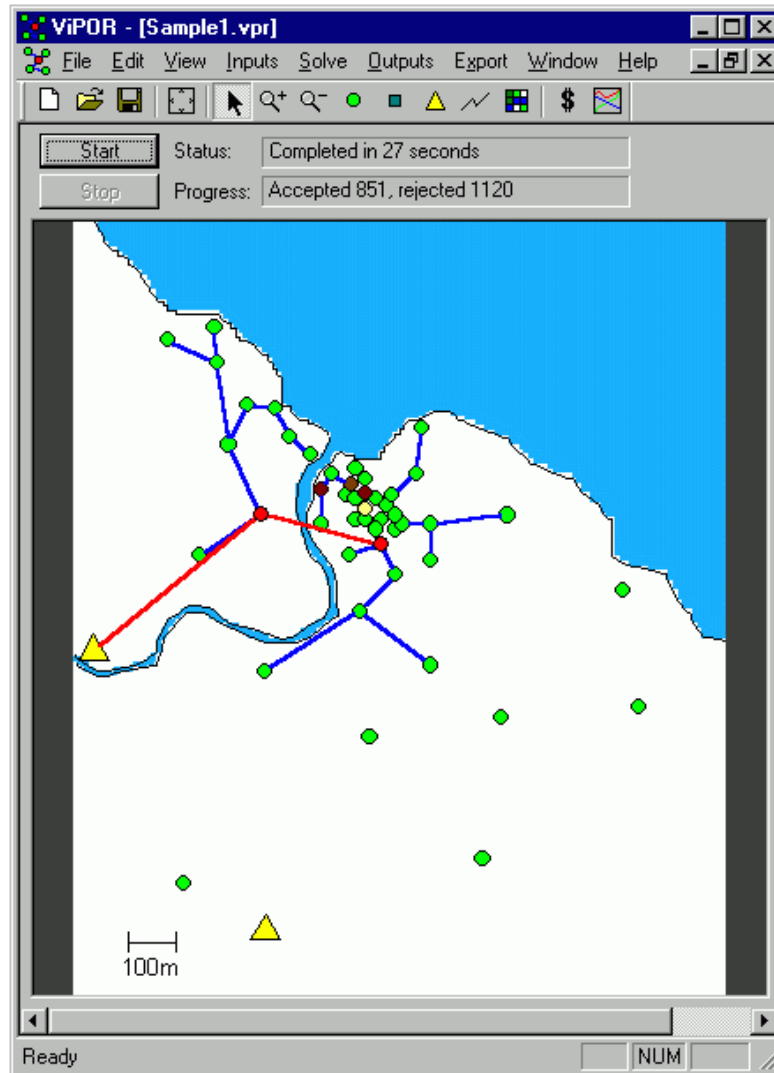 ViPOR - [Sample1.vpr]
File Edit View Inputs Solve Outputs Export Window Help
$
Start Status: Completed in 27 seconds
Stop Progress: Accepted 851, rejected 1120
100m
Ready NUM